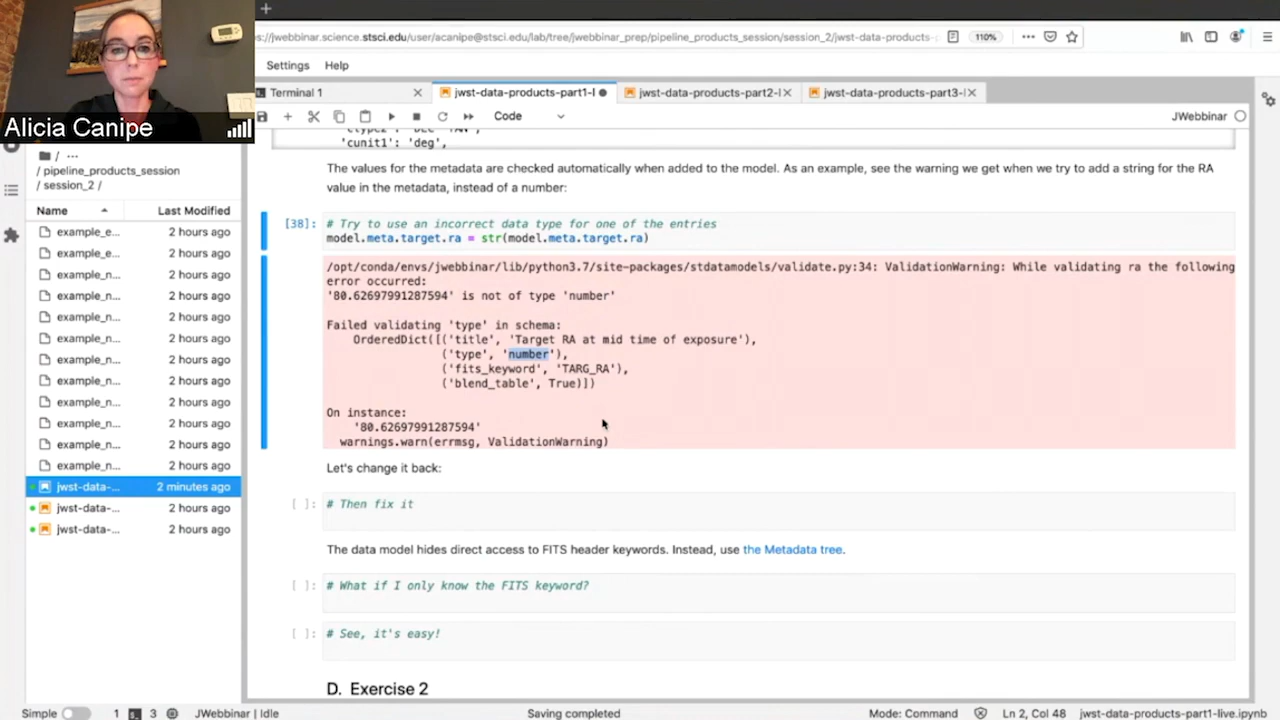 Alicia Canipe
s://jwebbinar.science.stsci.edu/user/acanipe@stsci.edu/lab/tree/jwebbinar_prep/pipeline_products_session/session_2/jwst-data-products-
110%
Settings Help
Terminal 1
jwst-data-products-part1-l
jwst-data-products-part2-l
jwst-data-products-part3-l
Code
JWebbinar
/ ...
/ pipeline_products_session
/ session_2 /
Name Last Modified
example_e... 2 hours ago
example_e... 2 hours ago
example_n... 2 hours ago
example_n... 2 hours ago
example_n... 2 hours ago
example_n... 2 hours ago
example_n... 2 hours ago
example_n... 2 hours ago
example_n... 2 hours ago
example_n... 2 hours ago
example_n... 2 hours ago
example_n... 2 hours ago
jwst-data-... 2 minutes ago
jwst-data-... 2 hours ago
jwst-data-... 2 hours ago
'cunit1': 'deg',
The values for the metadata are checked automatically when added to the model. As an example, see the warning we get when we try to add a string for the RA
value in the metadata, instead of a number:
[38]: # Try to use an incorrect data type for one of the entries
model.meta.target.ra = str(model.meta.target.ra)
/opt/conda/envs/jwebbinar/lib/python3.7/site-packages/stdatamodels/validate.py:34: ValidationWarning: While validating ra the following
error occurred:
'80.62697991287594' is not of type 'number'
Failed validating 'type' in schema:
OrderedDict([('title', 'Target RA at mid time of exposure'),
('type', 'number'),
('fits_keyword', 'TARG_RA'),
('blend_table', True)])
On instance:
'80.62697991287594'
warnings.warn(errmsg, ValidationWarning)
Let's change it back:
[ ]: # Then fix it
The data model hides direct access to FITS header keywords. Instead, use the Metadata tree.
[ ]: # What if I only know the FITS keyword?
[ ]: # See, it's easy!
D. Exercise 2
Simple 1 3 JWebbinar | Idle Saving completed Mode: Command Ln 2, Col 48 jwst-data-products-part1-live.ipynb